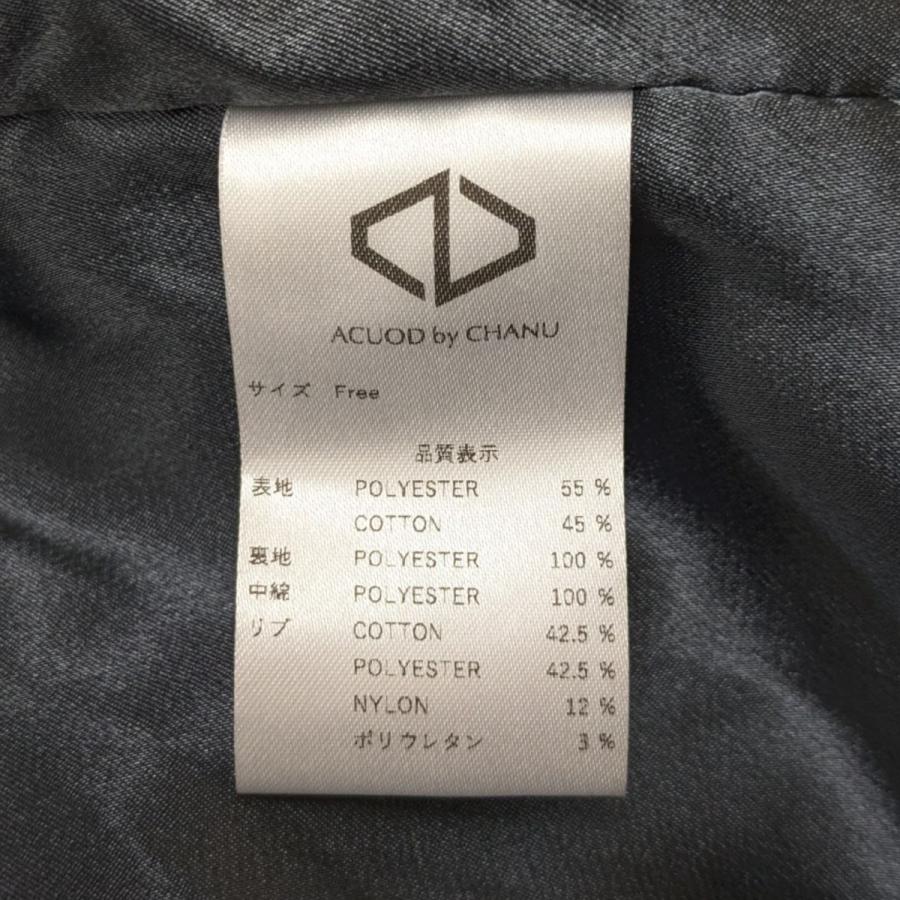 ACUOD by CHANU
サイズ Free
品質表示
表地 POLYESTER 55 %
COTTON 45 %
裏地 POLYESTER 100 %
中綿 POLYESTER 100 %
リブ COTTON 42.5 %
POLYESTER 42.5 %
NYLON 12 %
ポリウレタン 3 %